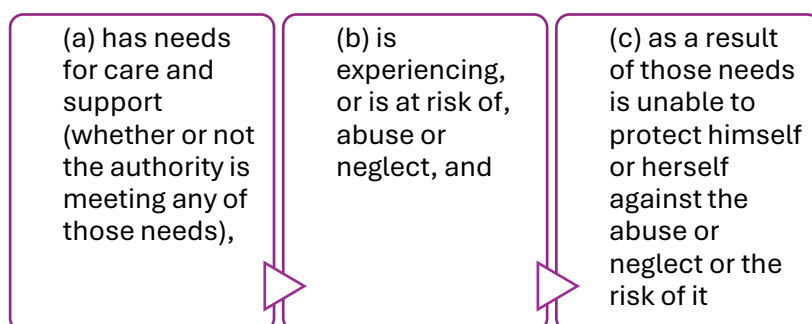 (a) has needs
for care and
support
(whether or not
the authority is
meeting any of
those needs),
(b) is
experiencing,
or is at risk of,
abuse or
neglect, and
(c) as a result
of those needs
is unable to
protect himself
or herself
against the
abuse or
neglect or the
risk of it